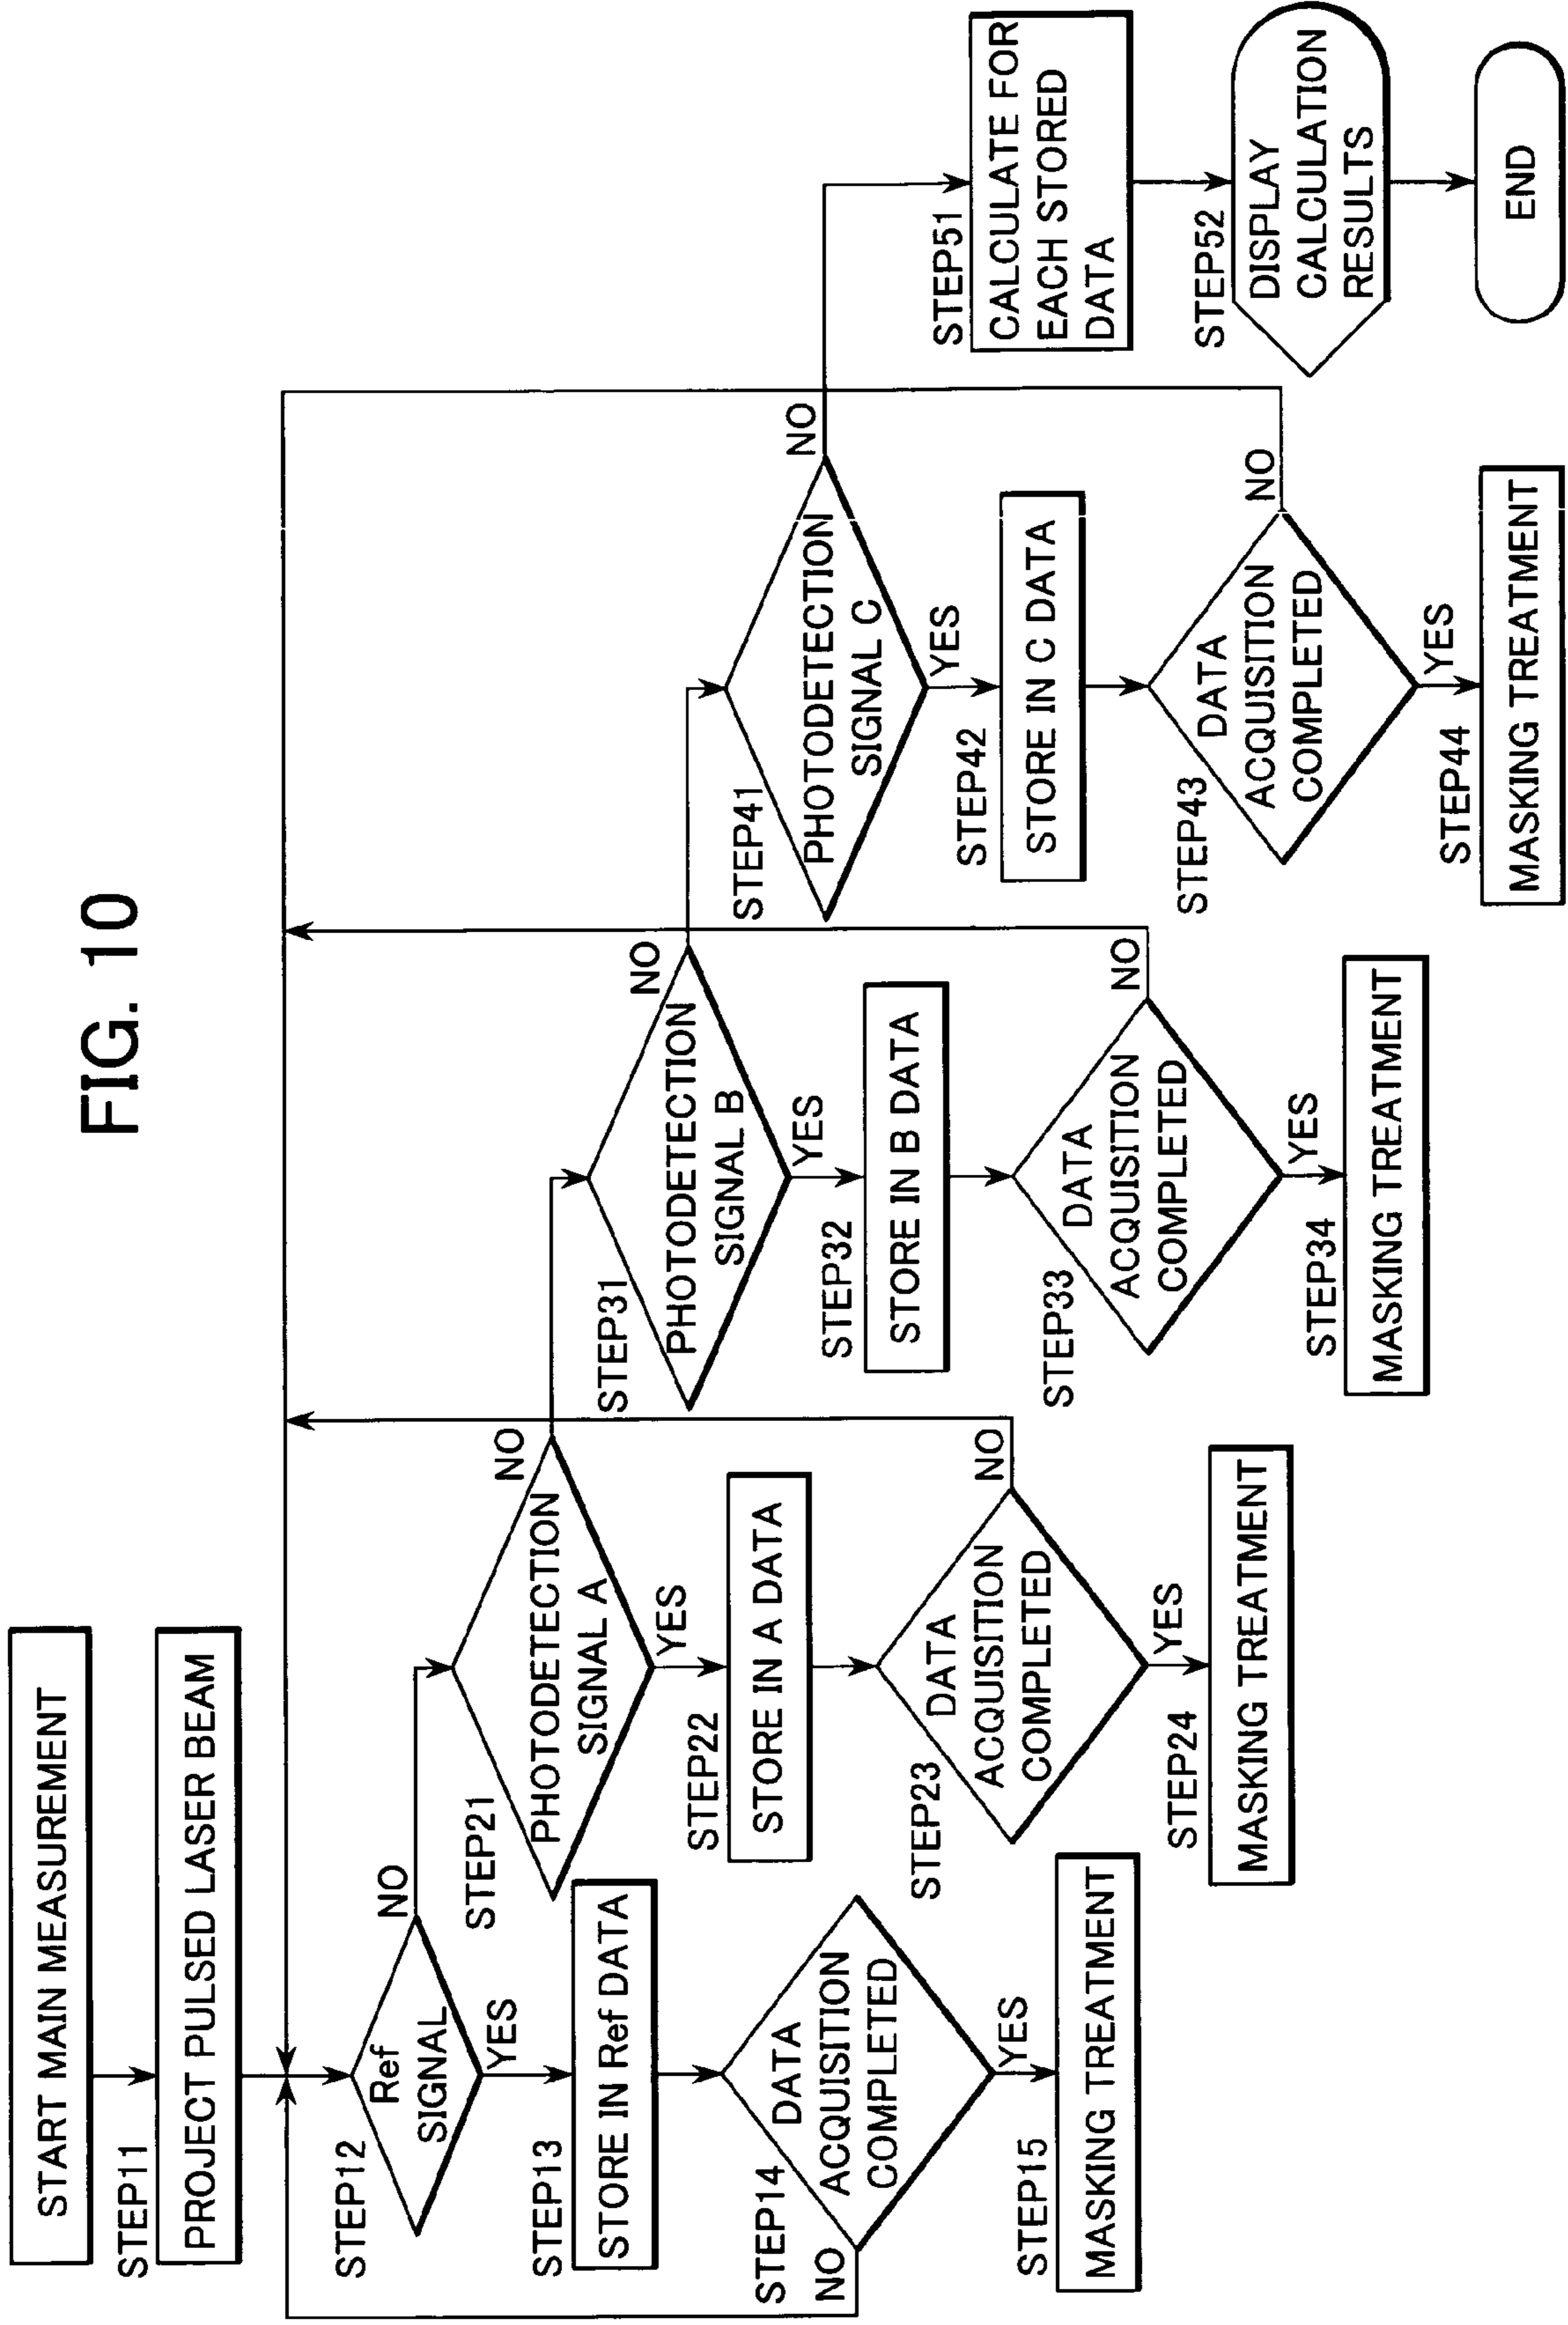 FIG. 10
START MAIN MEASUREMENT
STEP11
PROJECT PULSED LASER BEAM
STEP12
Ref
SIGNAL
NO
YES
STEP13
STORE IN Ref DATA
STEP14
DATA
ACQUISITION
COMPLETED
NO
YES
STEP15
MASKING TREATMENT
STEP21
PHOTODETECTION
SIGNAL A
NO
YES
STEP22
STORE IN A DATA
STEP23
DATA
ACQUISITION
COMPLETED
NO
YES
STEP24
MASKING TREATMENT
STEP31
PHOTODETECTION
SIGNAL B
NO
YES
STEP32
STORE IN B DATA
STEP33
DATA
ACQUISITION
COMPLETED
NO
YES
STEP34
MASKING TREATMENT
STEP41
PHOTODETECTION
SIGNAL C
NO
YES
STEP42
STORE IN C DATA
STEP43
DATA
ACQUISITION
COMPLETED
NO
YES
STEP44
MASKING TREATMENT
STEP51
CALCULATE FOR
EACH STORED
DATA
STEP52
DISPLAY
CALCULATION
RESULTS
END